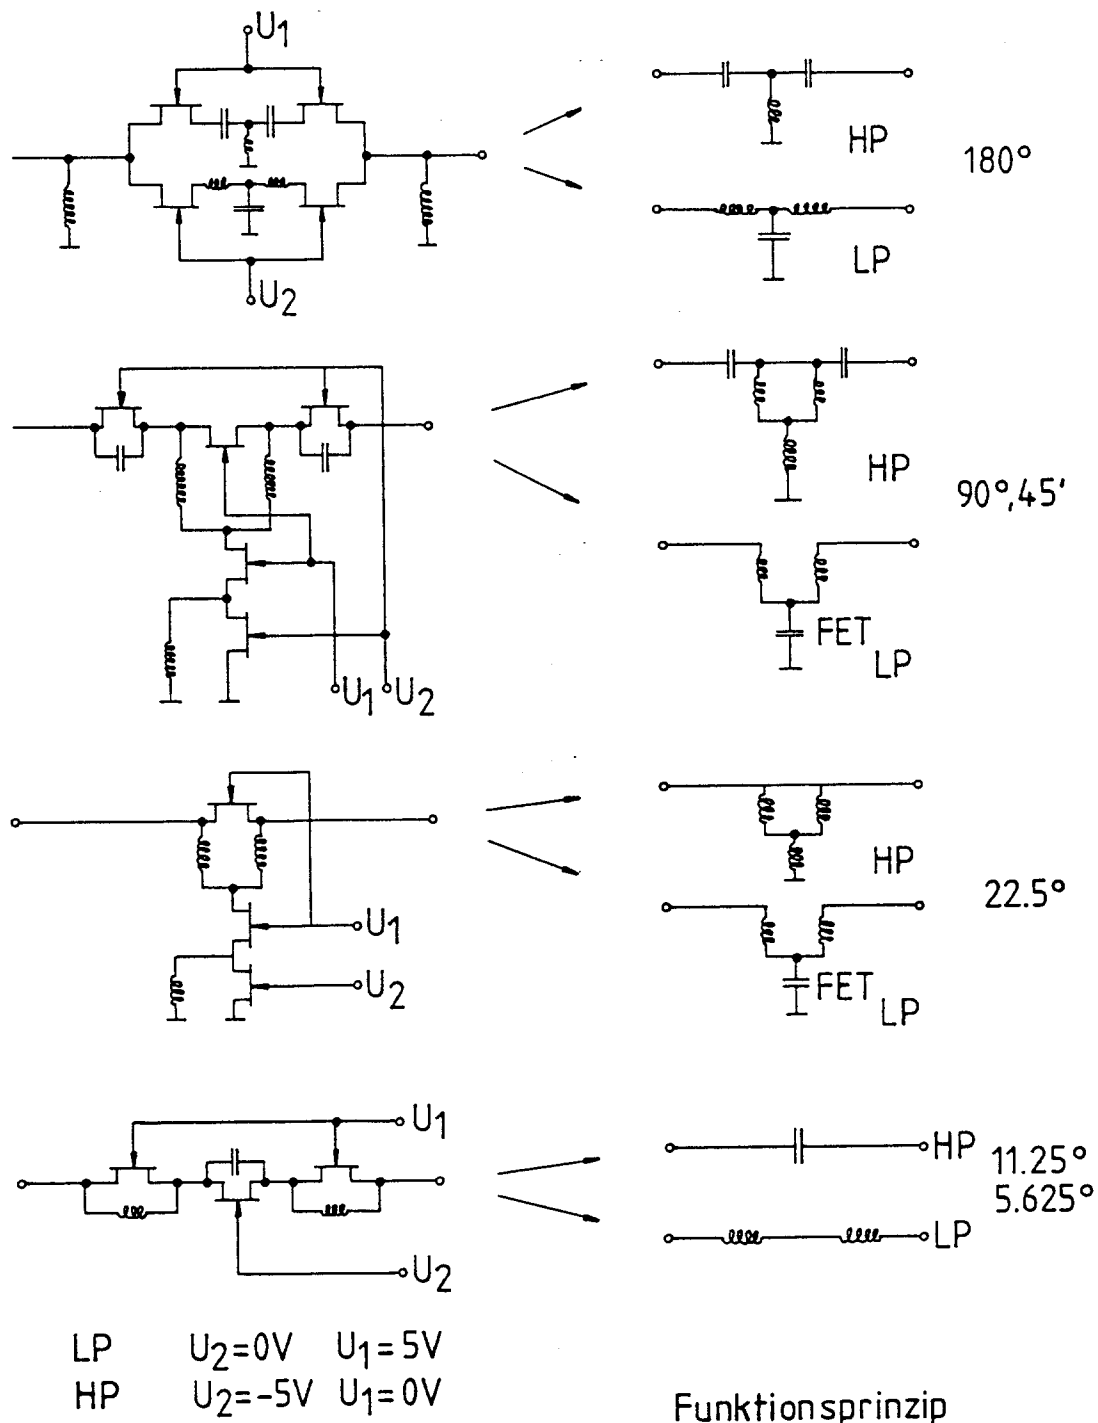 U1
HP
180°
LP
U2
HP
90°,45'
FET
LP
U1 U2
HP
22.5°
U1
U2
FET
LP
U1
HP
11.25°
5.625°
LP
U2
LP U2=0V U1=5V
HP U2=-5V U1=0V
Funktionsprinzip